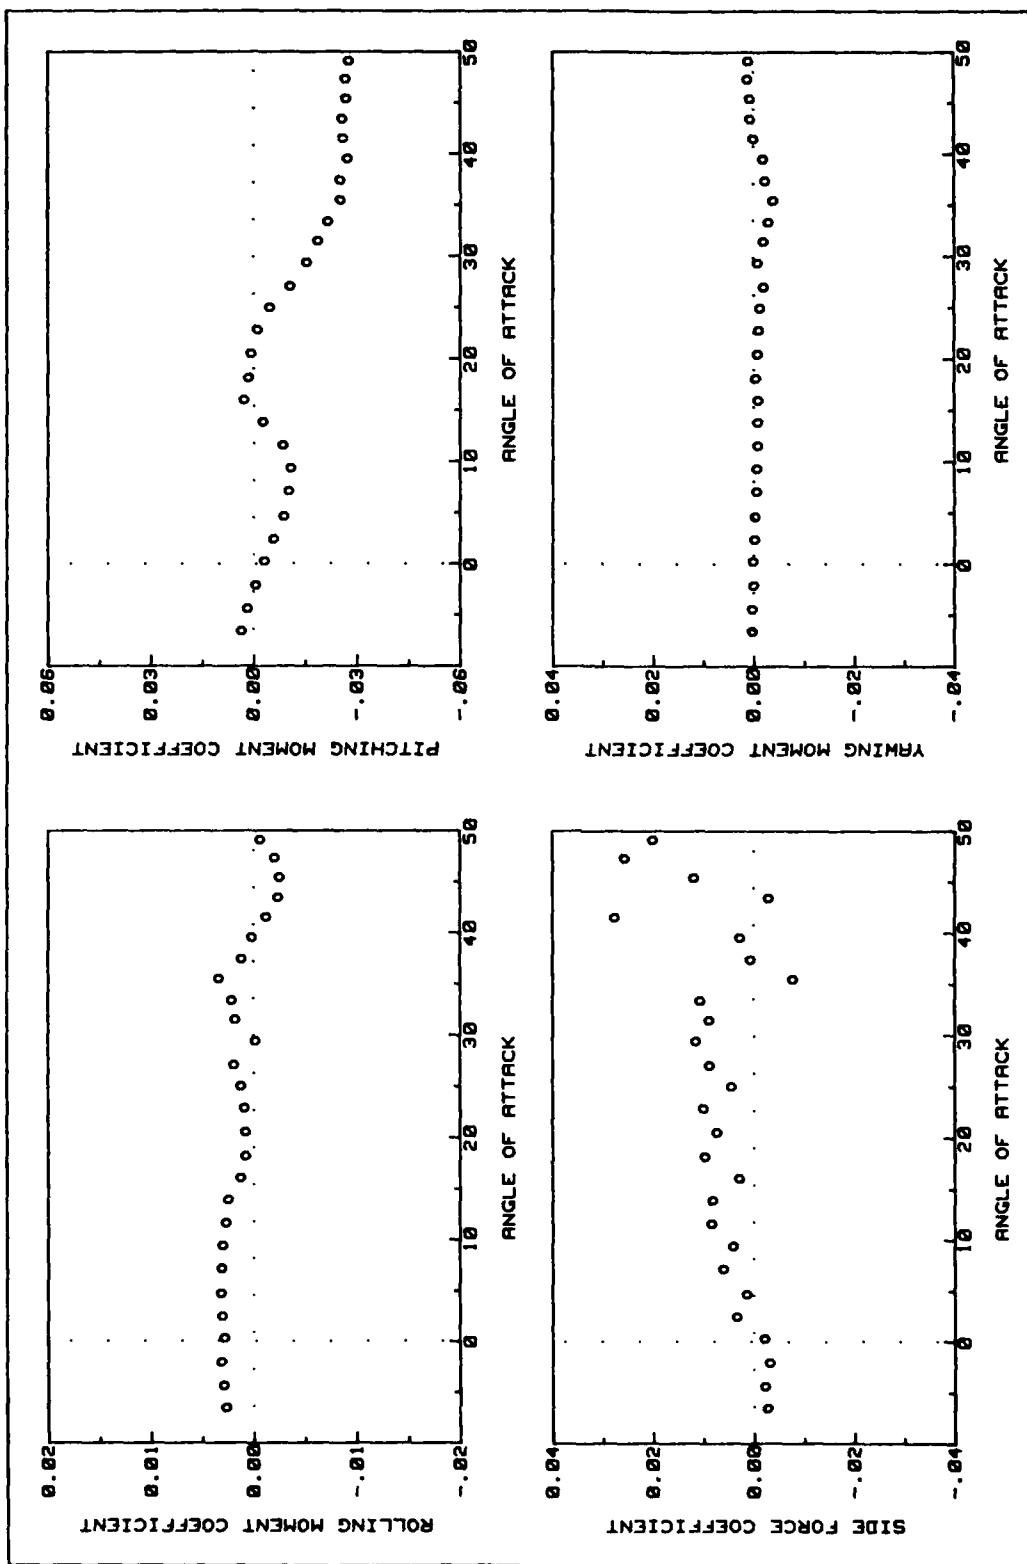 ROLLING MOMENT COEFFICIENT
0.02
0.01
0.00
-.01
-.02
0 10 20 30 40 50
ANGLE OF ATTACK
PITCHING MOMENT COEFFICIENT
0.06
0.03
0.00
-.03
-.06
0 10 20 30 40 50
ANGLE OF ATTACK
SIDE FORCE COEFFICIENT
0.04
0.02
0.00
-.02
-.04
0 10 20 30 40 50
ANGLE OF ATTACK
YAWING MOMENT COEFFICIENT
0.04
0.02
0.00
-.02
-.04
0 10 20 30 40 50
ANGLE OF ATTACK